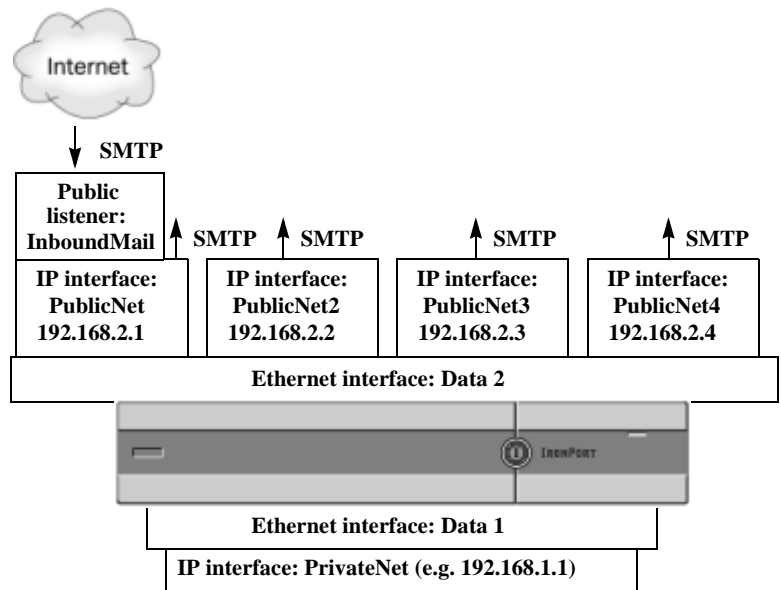 Internet
SMTP
Public
listener:
InboundMail
SMTP
SMTP
SMTP
SMTP
IP interface:
PublicNet
192.168.2.1
IP interface:
PublicNet2
192.168.2.2
IP interface:
PublicNet3
192.168.2.3
IP interface:
PublicNet4
192.168.2.4
Ethernet interface: Data 2
IRONPORT
Ethernet interface: Data 1
IP interface: PrivateNet (e.g. 192.168.1.1)